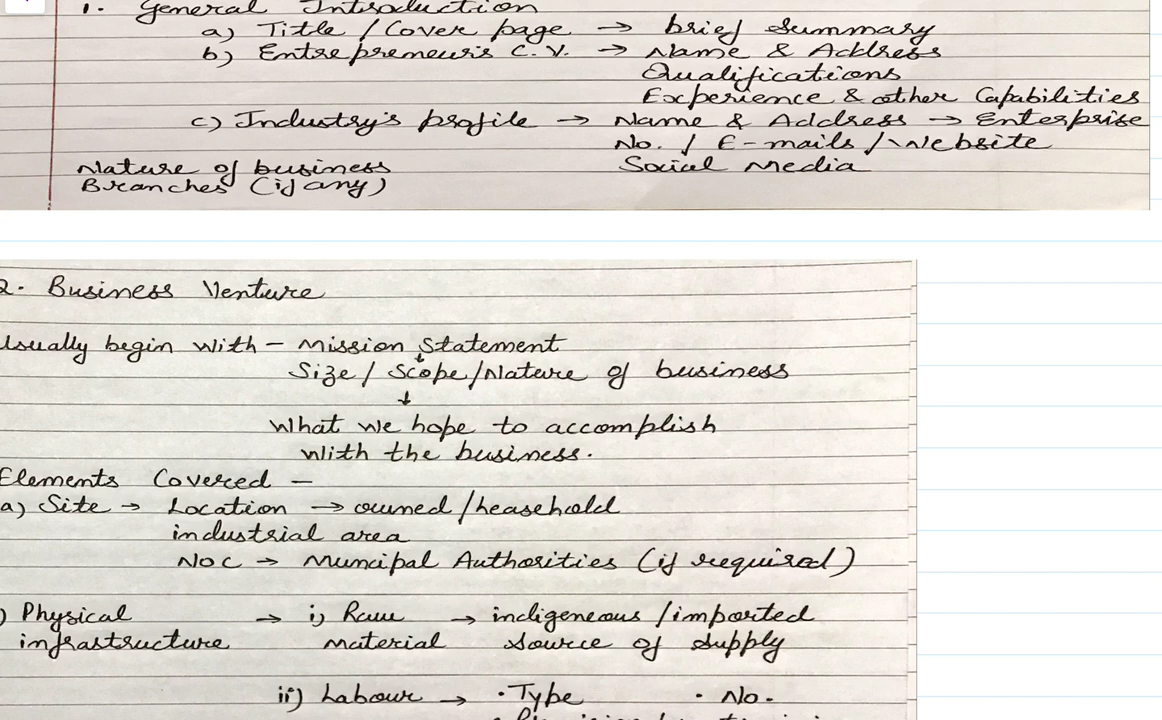 1. General Introduction
a) Title / Cover page → brief Summary
b) Entrepreneur's C.V. → Name & Address
Qualifications
Experience & other Capabilities
c) Industry's profile → Name & Address → Enterprise
No. / E-mails / Website
Nature of business Social Media
Branches (if any)
2. Business Venture
Usually begin with - Mission Statement
↓
Size / Scope / Nature of business
↓
What we hope to accomplish
with the business.
Elements Covered -
a) Site → Location → owned / leasehold
industrial area
NOC → Muncipal Authorities (if required)
) Physical → i) Raw → indigeneous / imported
infrastructure material source of supply
ii) Labour → • Type • No.